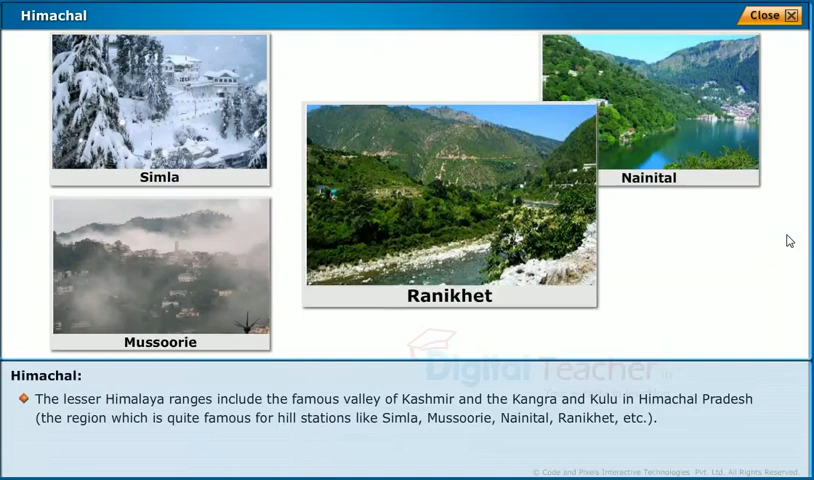 Himachal
Close
Simla
Nainital
Ranikhet
Mussoorie
Digital Teacher.in
Himachal:
The lesser Himalaya ranges include the famous valley of Kashmir and the Kangra and Kulu in Himachal Pradesh
(the region which is quite famous for hill stations like Simla, Mussoorie, Nainital, Ranikhet, etc.).
© Code and Pixels Interactive Technologies Pvt. Ltd. All Rights Reserved.